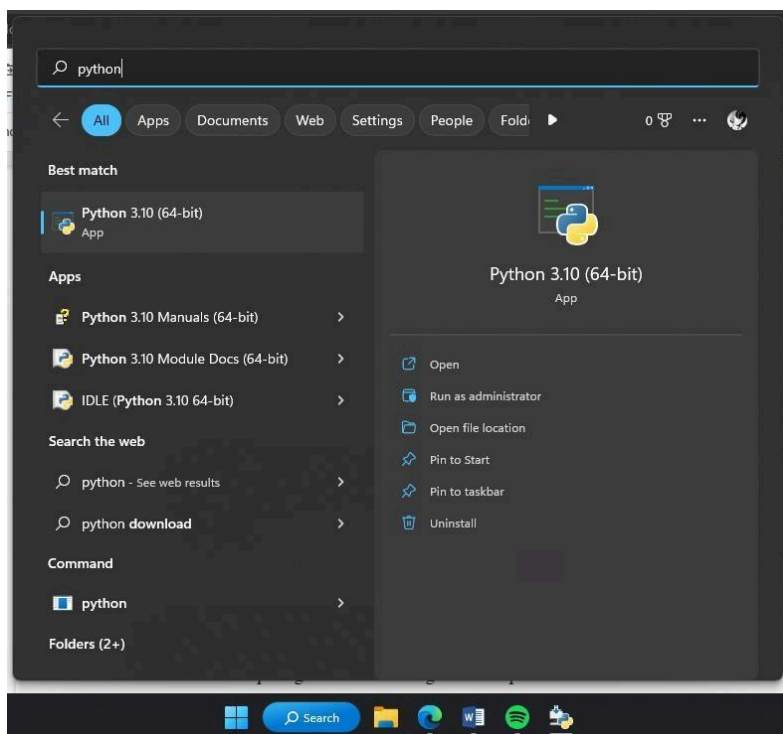 python
All Apps Documents Web Settings People Fold 0
Best match
Python 3.10 (64-bit)
App
Apps
Python 3.10 Manuals (64-bit)
Python 3.10 Module Docs (64-bit)
IDLE (Python 3.10 64-bit)
Search the web
python - See web results
python download
Command
python
Folders (2+)
Python 3.10 (64-bit)
App
Open
Run as administrator
Open file location
Pin to Start
Pin to taskbar
Uninstall
Search